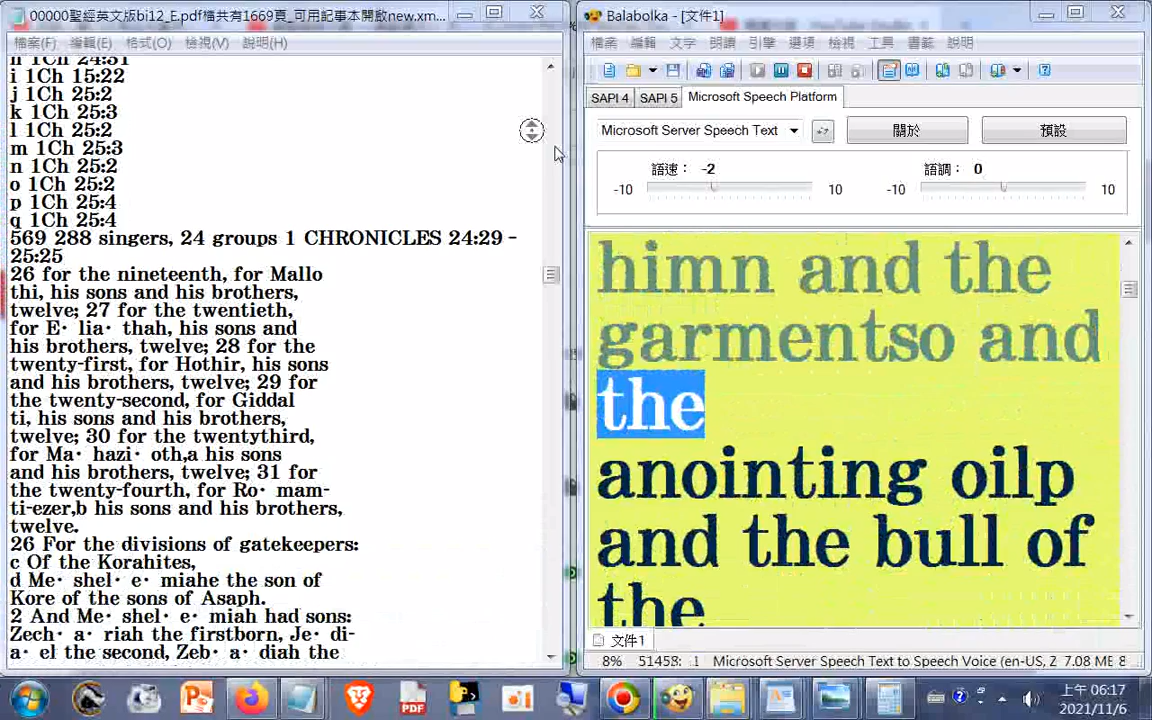 00000聖經英文版bi12_E.pdf檔共有1669頁_可用記事本開啟new.xm...
檔案(F) 編輯(E) 格式(O) 檢視(V) 說明(H)
h 1Ch 24:31
i 1Ch 15:22
j 1Ch 25:2
k 1Ch 25:3
l 1Ch 25:2
m 1Ch 25:3
n 1Ch 25:2
o 1Ch 25:2
p 1Ch 25:4
q 1Ch 25:4
569 288 singers, 24 groups 1 CHRONICLES 24:29 -
25:25
26 for the nineteenth, for Mallo
thi, his sons and his brothers,
twelve; 27 for the twentieth,
for E· lia· thah, his sons and
his brothers, twelve; 28 for the
twenty-first, for Hothir, his sons
and his brothers, twelve; 29 for
the twenty-second, for Giddal
ti, his sons and his brothers,
twelve; 30 for the twentythird,
for Ma· hazi· oth,a his sons
and his brothers, twelve; 31 for
the twenty-fourth, for Ro· mam-
ti-ezer,b his sons and his brothers,
twelve.
26 For the divisions of gatekeepers:
c Of the Korahites,
d Me· shel· e· miahe the son of
Kore of the sons of Asaph.
2 And Me· shel· e· miah had sons:
Zech· a· riah the firstborn, Je· di-
a· el the second, Zeb· a· diah the
Balabolka - [文件1]
檔案 編輯 文字 朗讀 引擎 選項 檢視 工具 書籤 說明
SAPI 4 SAPI 5 Microsoft Speech Platform
Microsoft Server Speech Text 關於 預設
語速： -2 語調： 0
-10 10 -10 10
himn and the
garmentso and
the
anointing oilp
and the bull of
the
文件1
8% Microsoft Server Speech Text to Speech Voice (en-US, Z 7.08 MB 8
PDF
上午 06:17
2021/11/6